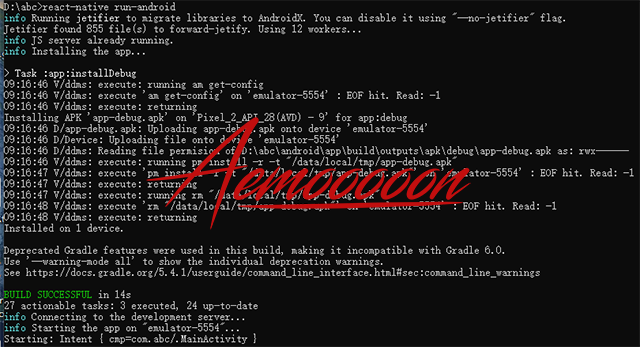 D:\abc>react-native run-android
info Running jetifier to migrate libraries to AndroidX. You can disable it using "--no-jetifier" flag.
Jetifier found 855 file(s) to forward-jetify. Using 12 workers...
info JS server already running.
info Installing the app...
> Task :app:installDebug
09:16:46 V/ddms: execute: running am get-config
09:16:46 V/ddms: execute 'am get-config' on 'emulator-5554' : EOF hit. Read: -1
09:16:46 V/ddms: execute: returning
Installing APK 'app-debug.apk' on 'Pixel_2_API_28(AVD) - 9' for app:debug
09:16:46 D/app-debug.apk: Uploading app-debug.apk onto device 'emulator-5554'
09:16:46 D/Device: Uploading file onto device 'emulator-5554'
09:16:46 D/ddms: Reading file permission of D:\abc\android\app\build\outputs\apk\debug\app-debug.apk as: rwx------
09:16:46 V/ddms: execute: running pm install -r -t "/data/local/tmp/app-debug.apk"
09:16:47 V/ddms: execute 'pm install -r -t "/data/local/tmp/app-debug.apk"' on 'emulator-5554' : EOF hit. Read: -1
09:16:47 V/ddms: execute: returning
09:16:47 V/ddms: execute: running rm "/data/local/tmp/app-debug.apk"
09:16:48 V/ddms: execute 'rm "/data/local/tmp/app-debug.apk"' on 'emulator-5554' : EOF hit. Read: -1
09:16:48 V/ddms: execute: returning
Installed on 1 device.
Aemooooon
Deprecated Gradle features were used in this build, making it incompatible with Gradle 6.0.
Use '--warning-mode all' to show the individual deprecation warnings.
See https://docs.gradle.org/5.4.1/userguide/command_line_interface.html#sec:command_line_warnings
BUILD SUCCESSFUL in 14s
27 actionable tasks: 3 executed, 24 up-to-date
info Connecting to the development server...
info Starting the app on "emulator-5554"...
Starting: Intent { cmp=com.abc/.MainActivity }